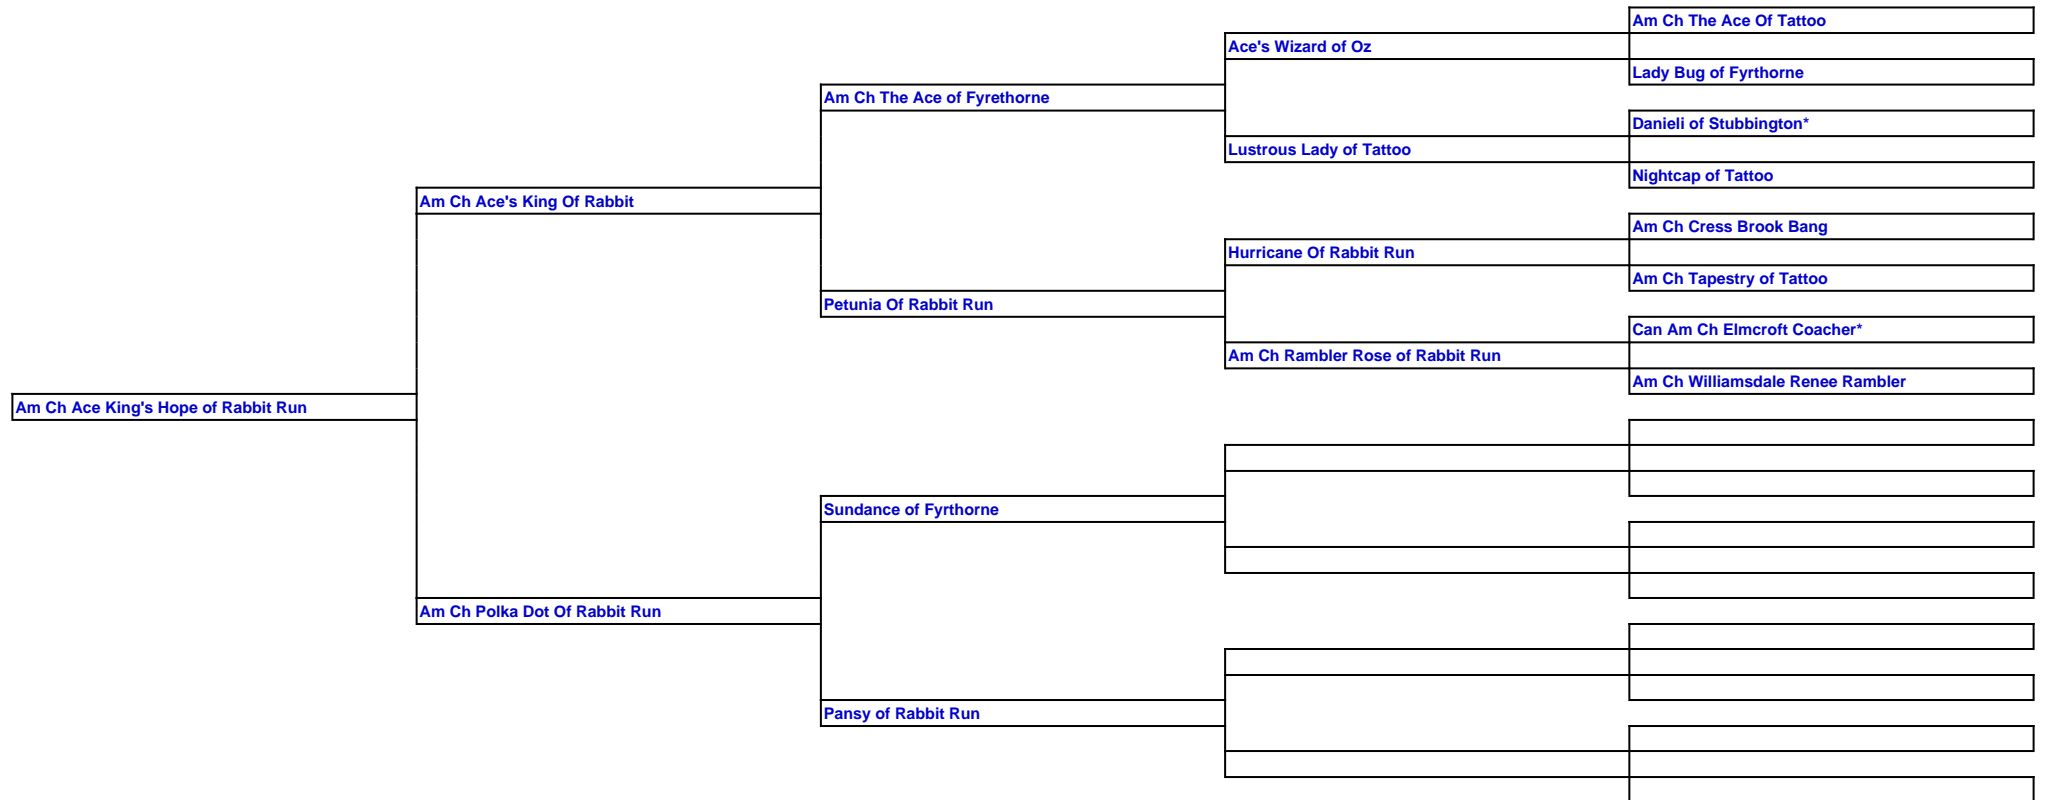 Am Ch The Ace Of Tattoo
Ace's Wizard of Oz
Lady Bug of Fyrthorne
Am Ch The Ace of Fyrethorne
Danieli of Stubbington*
Lustrous Lady of Tattoo
Nightcap of Tattoo
Am Ch Ace's King Of Rabbit
Am Ch Cress Brook Bang
Hurricane Of Rabbit Run
Am Ch Tapestry of Tattoo
Petunia Of Rabbit Run
Can Am Ch Elmcroft Coacher*
Am Ch Rambler Rose of Rabbit Run
Am Ch Williamsdale Renee Rambler
Am Ch Ace King's Hope of Rabbit Run
Sundance of Fyrthorne
Am Ch Polka Dot Of Rabbit Run
Pansy of Rabbit Run